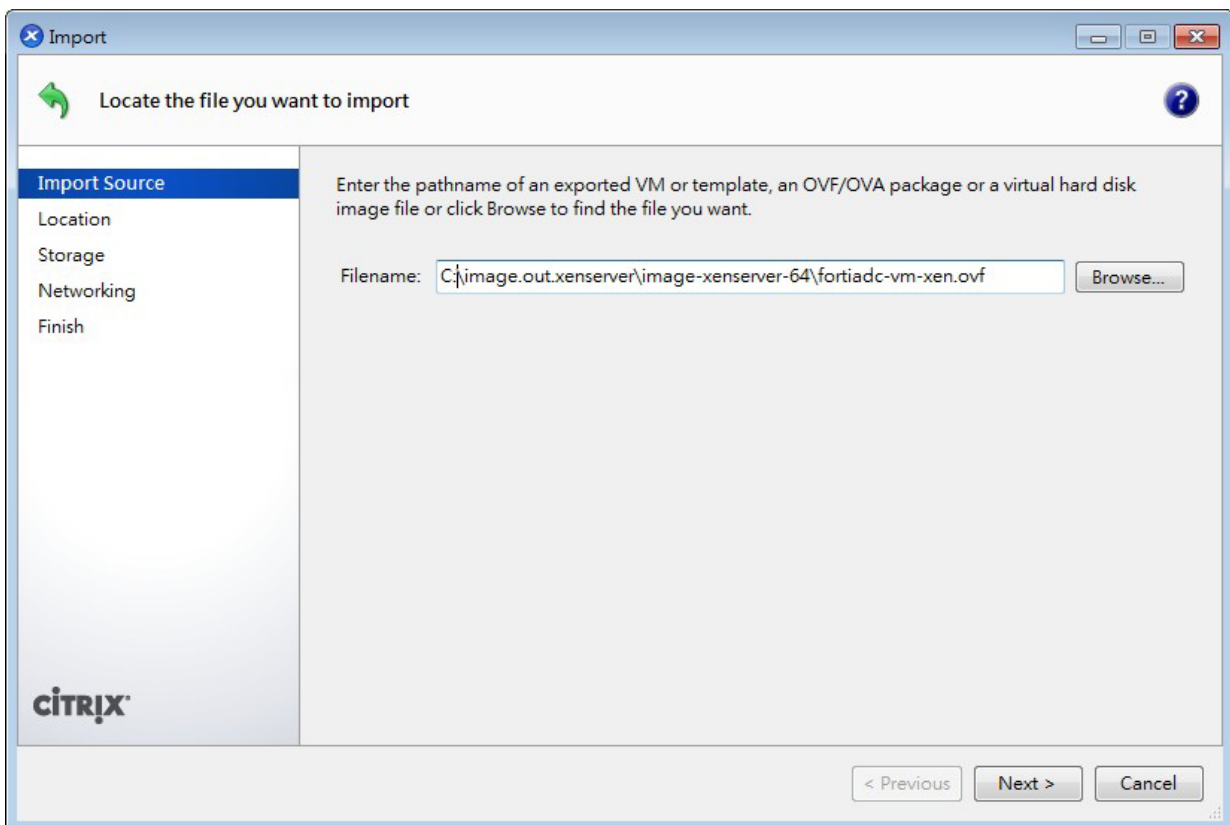 Import
Locate the file you want to import
?
Import Source
Location
Storage
Networking
Finish
Enter the pathname of an exported VM or template, an OVF/OVA package or a virtual hard disk
image file or click Browse to find the file you want.
Filename: C:\image.out.xenserver\image-xenserver-64\fortiadc-vm-xen.ovf Browse...
CITRIX
< Previous Next > Cancel